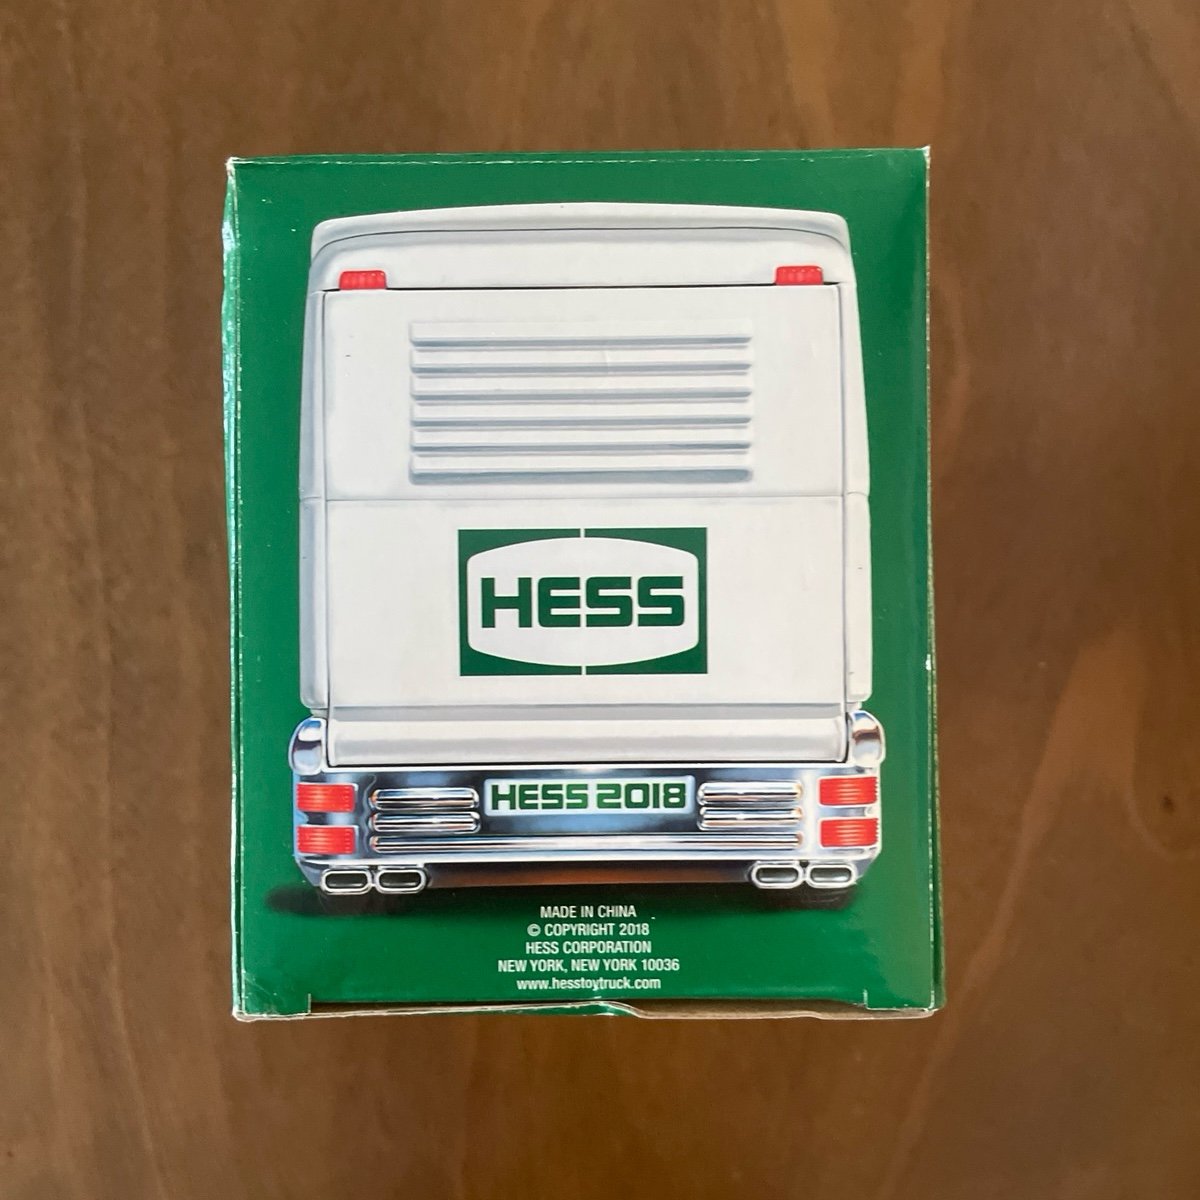 HESS
HESS 2018
MADE IN CHINA
© COPYRIGHT 2018
HESS CORPORATION
NEW YORK, NEW YORK 10036
www.hesstoytruck.com